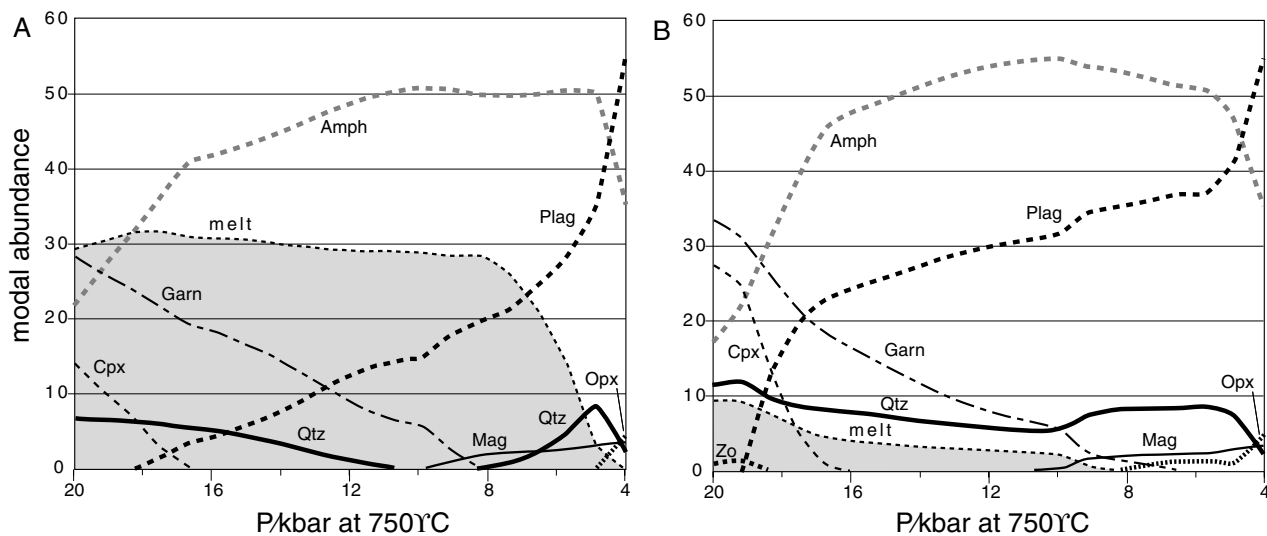 A
60
50
40
30
20
10
0
modal abundance
Amph
melt
Garn
Cpx
Qtz
Plag
Qtz
Mag
Opx
20 16 12 8 4
P/kbar at 750ϒC
B
60
50
40
30
20
10
0
Amph
Plag
Cpx
Garn
Qtz
melt
Zo
Mag
Opx
20 16 12 8 4
P/kbar at 750ϒC